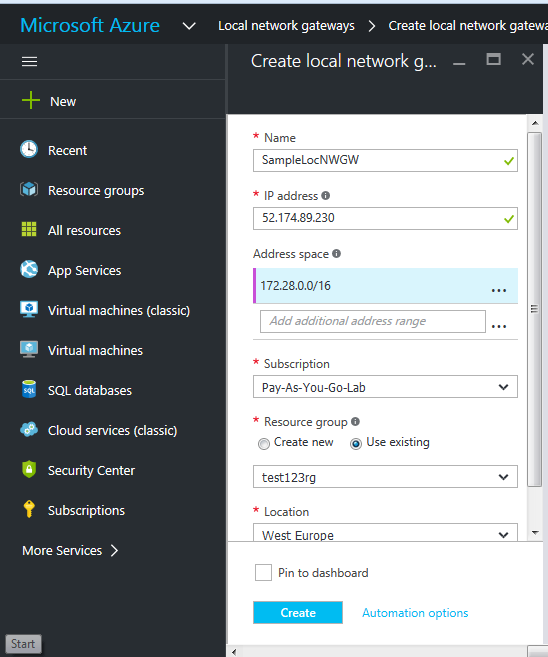 Microsoft Azure Local network gateways Create local network gatewa
Create local network g...
New
Recent
Resource groups
All resources
App Services
Virtual machines (classic)
Virtual machines
SQL databases
Cloud services (classic)
Security Center
Subscriptions
More Services
Start
* Name
SampleLocNWGW
* IP address
52.174.89.230
Address space
172.28.0.0/16 ...
Add additional address range ...
* Subscription
Pay-As-You-Go-Lab
* Resource group
Create new Use existing
test123rg
* Location
West Europe
Pin to dashboard
Create Automation options